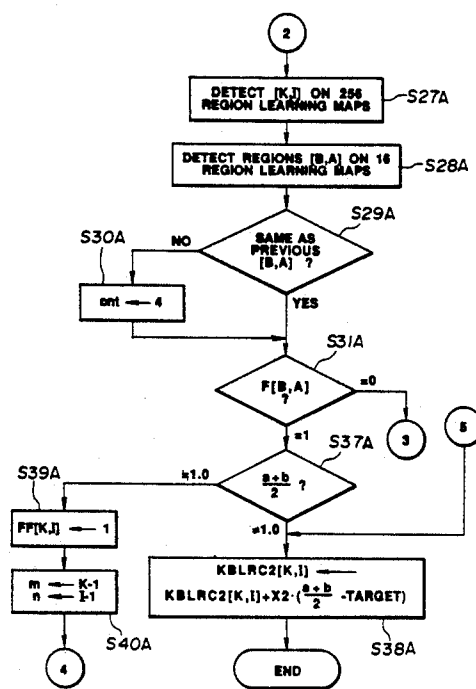 2
DETECT [K,I] ON 256
REGION LEARNING MAPS
S27A
DETECT REGIONS [B,A] ON 16
REGION LEARNING MAPS
S28A
S29A
SAME AS
PREVIOUS
[B,A] ?
NO
YES
S30A
cnt ← 4
S31A
F[B,A]
?
=0
3
=1
5
S37A
a+b
2 ?
≒1.0
≠1.0
S39A
FF[K,I] ← 1
m ← K-1
n ← I-1
S40A
4
KBLRC2[K,I] ←
KBLRC2[K,I]+X2·(a+b/2 -TARGET)
S38A
END